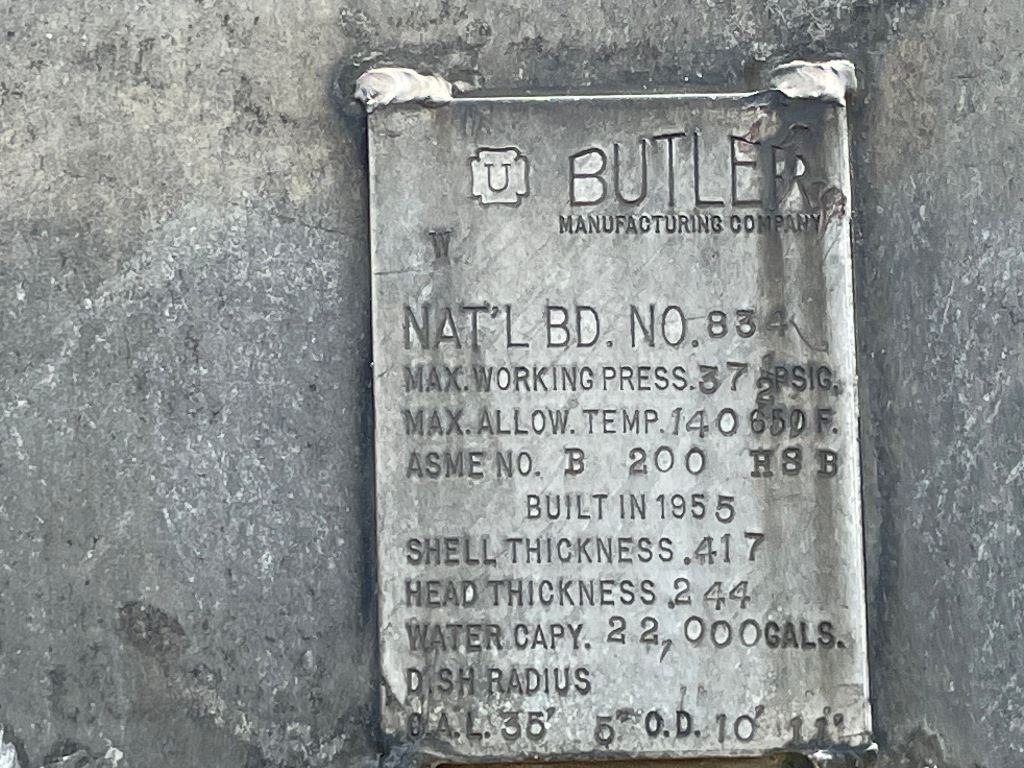 U BUTLER
MANUFACTURING COMPANY
W
NAT'L BD. NO. 834
MAX. WORKING PRESS. 37 1/2 PSIG.
MAX. ALLOW. TEMP. 140 650 F.
ASME NO. B 200 HSB
BUILT IN 1955
SHELL THICKNESS .417
HEAD THICKNESS .244
WATER CAPY. 22,000 GALS.
DISH RADIUS
O.A.L. 35' 5" O.D. 10' 11"